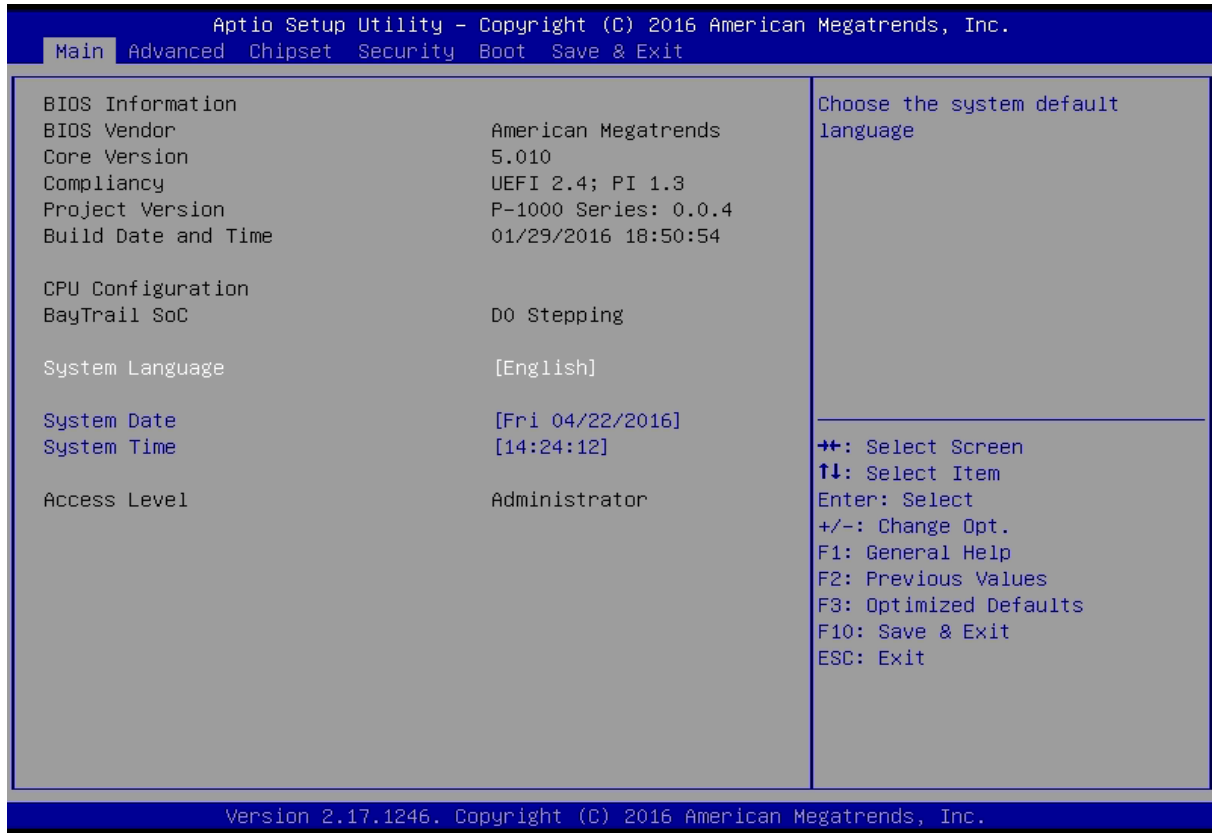 Aptio Setup Utility – Copyright (C) 2016 American Megatrends, Inc.
Main Advanced Chipset Security Boot Save & Exit
BIOS Information
BIOS Vendor American Megatrends
Core Version 5.010
Compliancy UEFI 2.4; PI 1.3
Project Version P-1000 Series: 0.0.4
Build Date and Time 01/29/2016 18:50:54
CPU Configuration
BayTrail SoC D0 Stepping
System Language [English]
System Date [Fri 04/22/2016]
System Time [14:24:12]
Access Level Administrator
Choose the system default
language
→←: Select Screen
↑↓: Select Item
Enter: Select
+/-: Change Opt.
F1: General Help
F2: Previous Values
F3: Optimized Defaults
F10: Save & Exit
ESC: Exit
Version 2.17.1246. Copyright (C) 2016 American Megatrends, Inc.